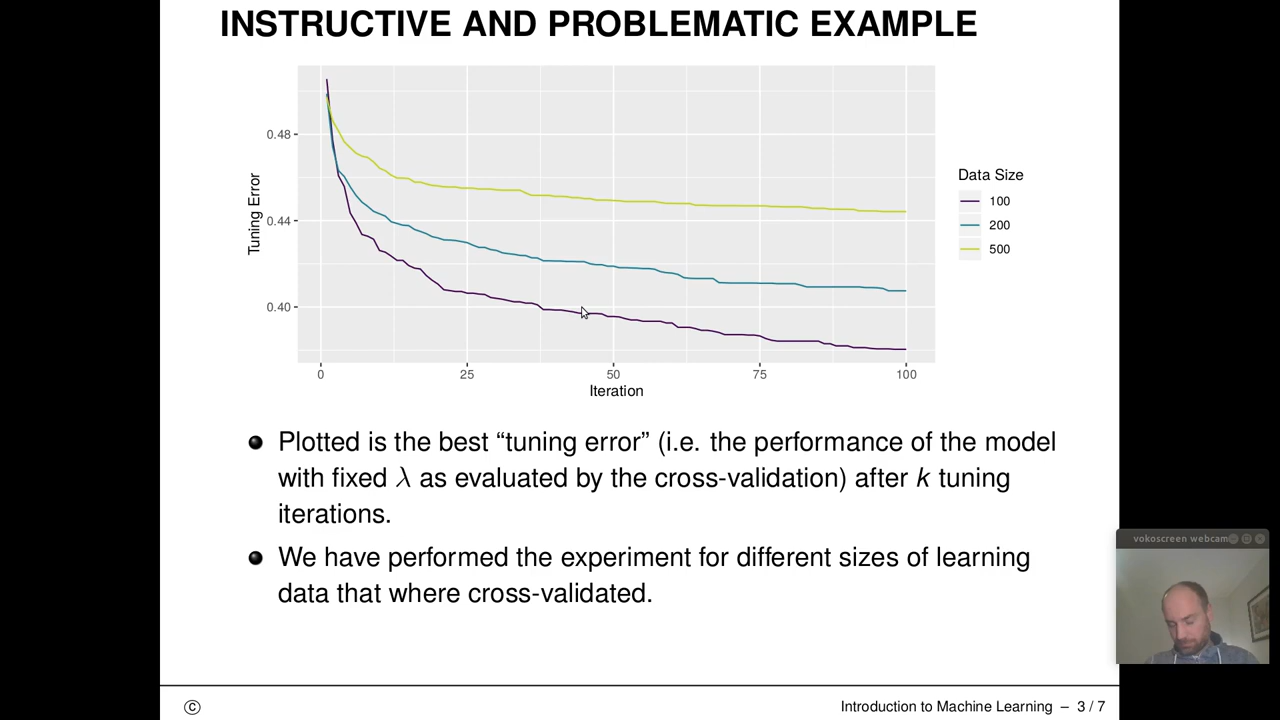 INSTRUCTIVE AND PROBLEMATIC EXAMPLE
0.48
0.44
0.40
Tuning Error
0 25 50 75 100
Iteration
Data Size
100
200
500
Plotted is the best “tuning error” (i.e. the performance of the model
with fixed λ as evaluated by the cross-validation) after k tuning
iterations.
We have performed the experiment for different sizes of learning
data that where cross-validated.
vokoscreen webcam
© Introduction to Machine Learning – 3 / 7